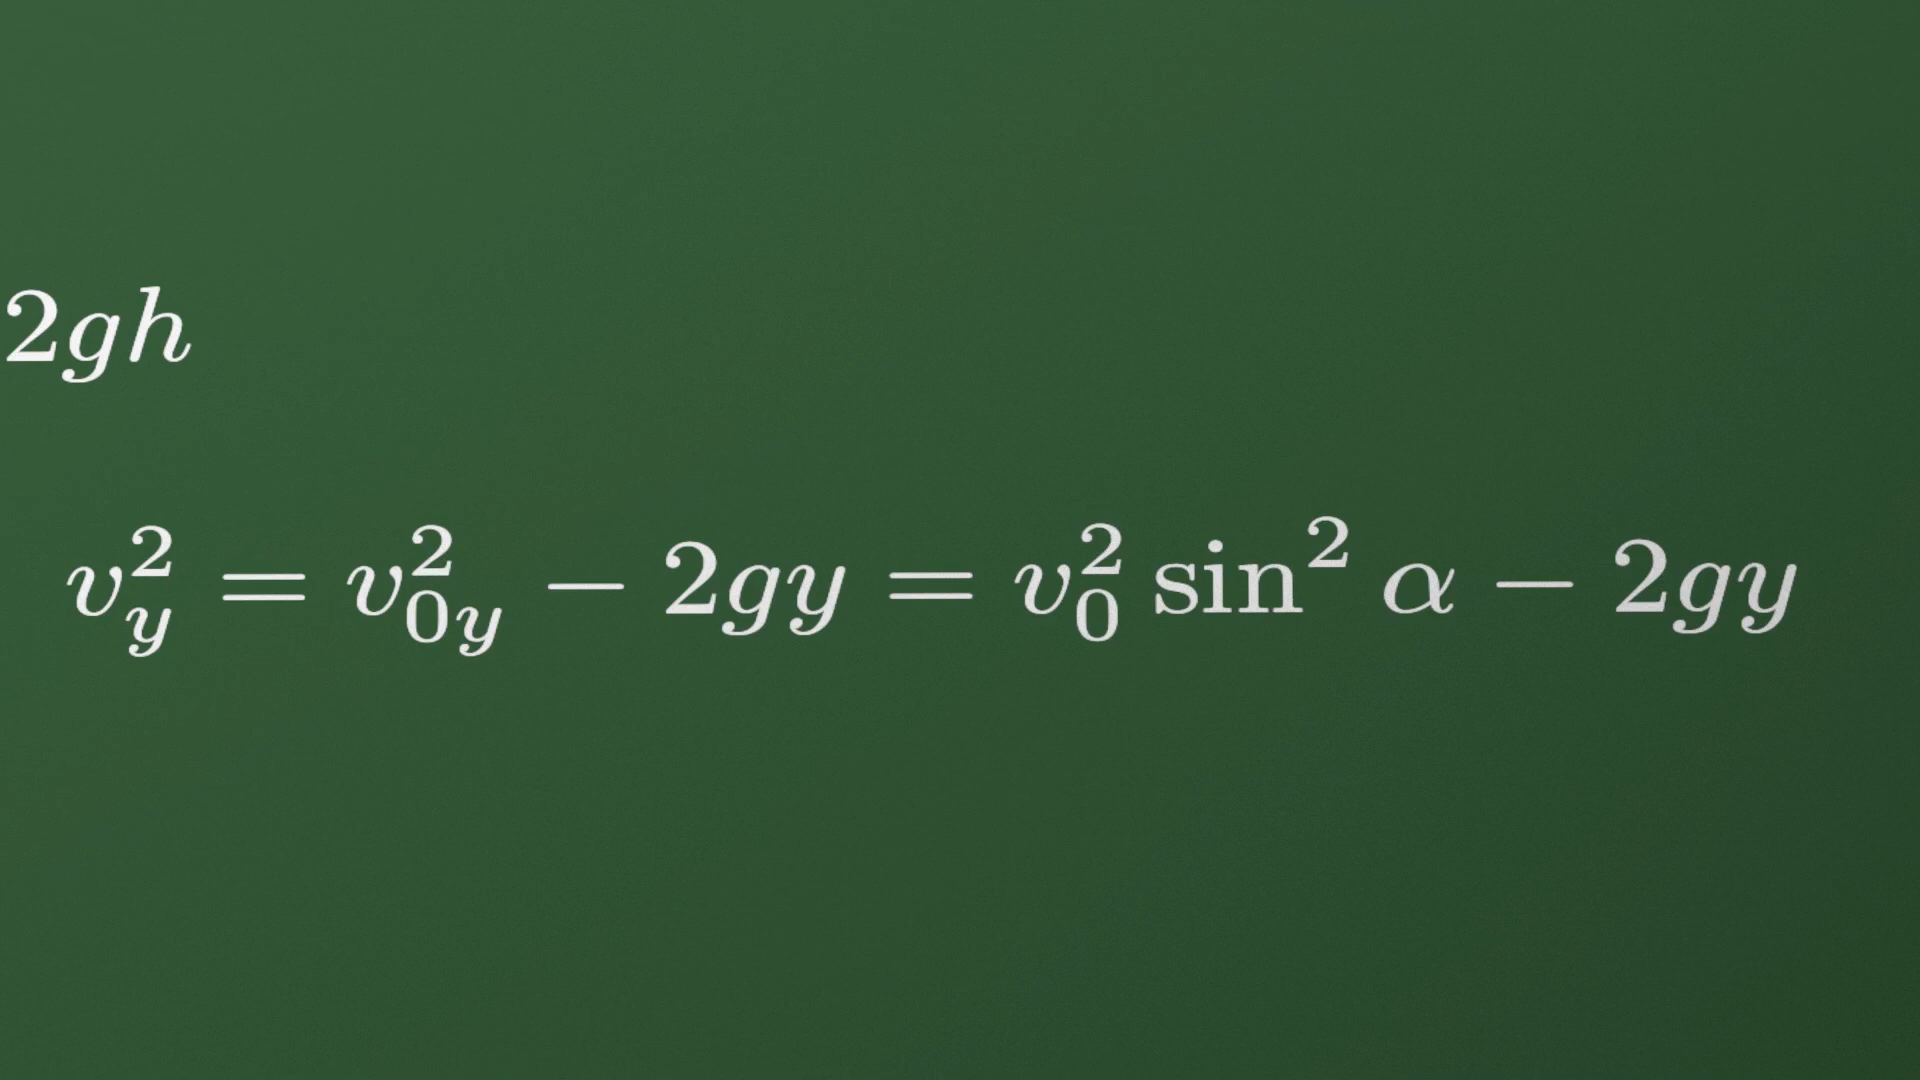 2gh
v_y^2 = v_{0y}^2 − 2gy = v_0^2 sin^2 α − 2gy